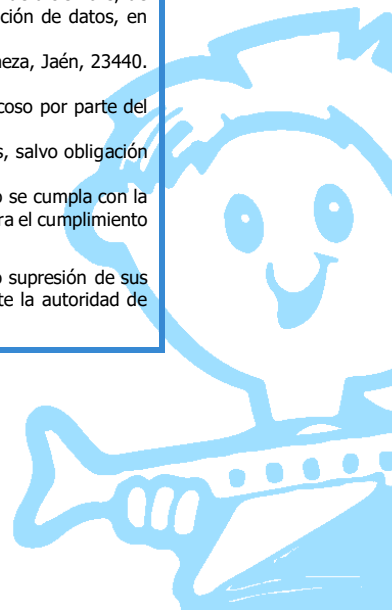 ción de datos, en
eza, Jaén, 23440.
coso por parte del
s, salvo obligación
o se cumpla con la
ra el cumplimiento
o supresión de sus
te la autoridad de